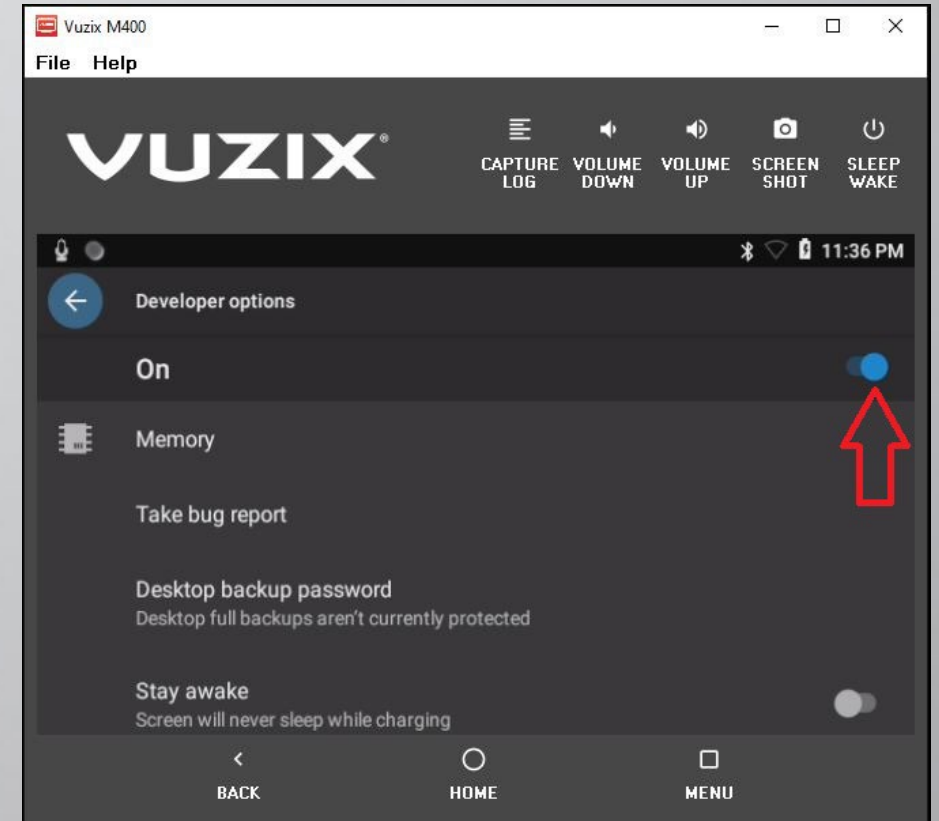 Vuzix M400
File Help
VUZIX®
CAPTURE LOG
VOLUME DOWN
VOLUME UP
SCREEN SHOT
SLEEP WAKE
11:36 PM
Developer options
On
Memory
Take bug report
Desktop backup password
Desktop full backups aren't currently protected
Stay awake
Screen will never sleep while charging
BACK HOME MENU